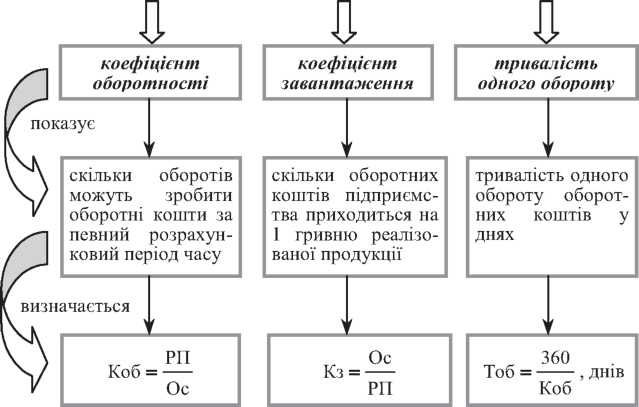 коефіцієнт
оборотності
коефіцієнт
завантаження
тривалість
одного обороту
показує
скільки оборотів
можуть зробити
оборотні кошти за
певний розрахун-
ковий період часу
скільки оборотних
коштів підприємс-
тва приходиться на
1 гривню реалізо-
ваної продукції
тривалість одного
обороту оборот-
них коштів у
днях
визначається
Коб = РП / Ос
Кз = Ос / РП
Тоб = 360 / Коб , днів